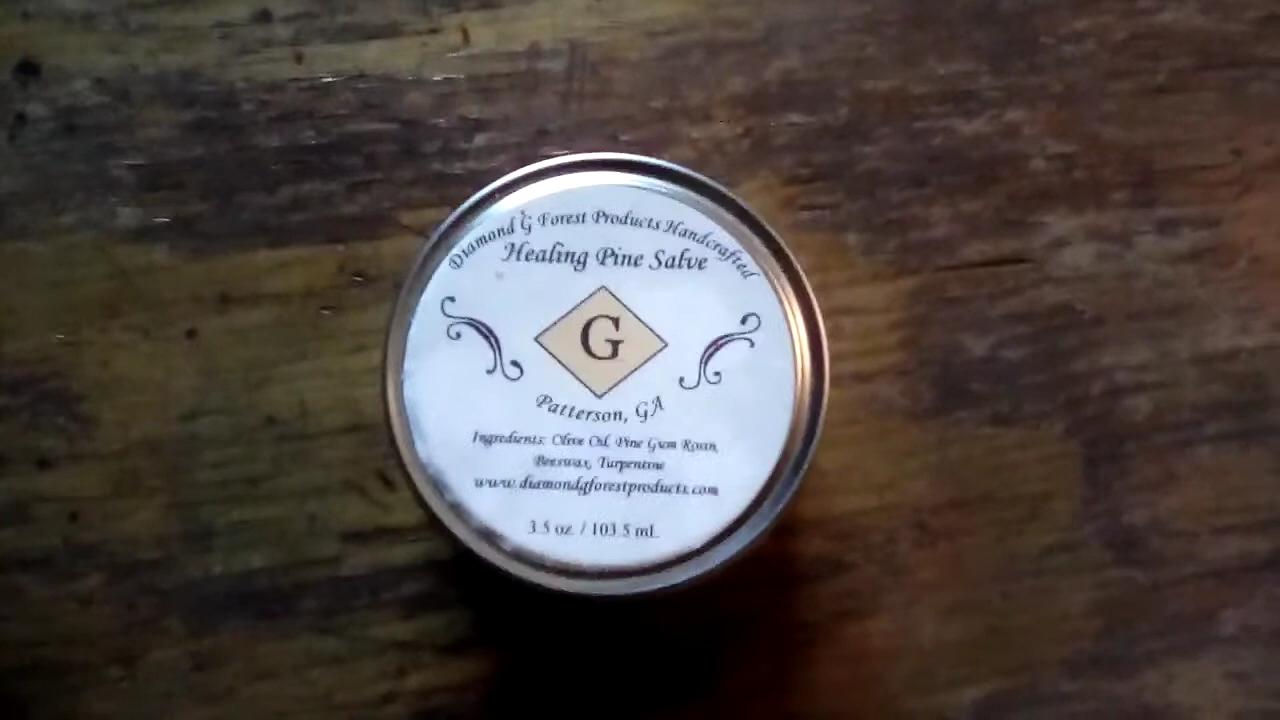 Diamond G Forest Products Handcrafted
Healing Pine Salve
G
Patterson, GA
Ingredients: Olive Oil, Pine Gum Rosin,
Beeswax, Turpentine
www.diamondgforestproducts.com
3.5 oz. / 103.5 mL